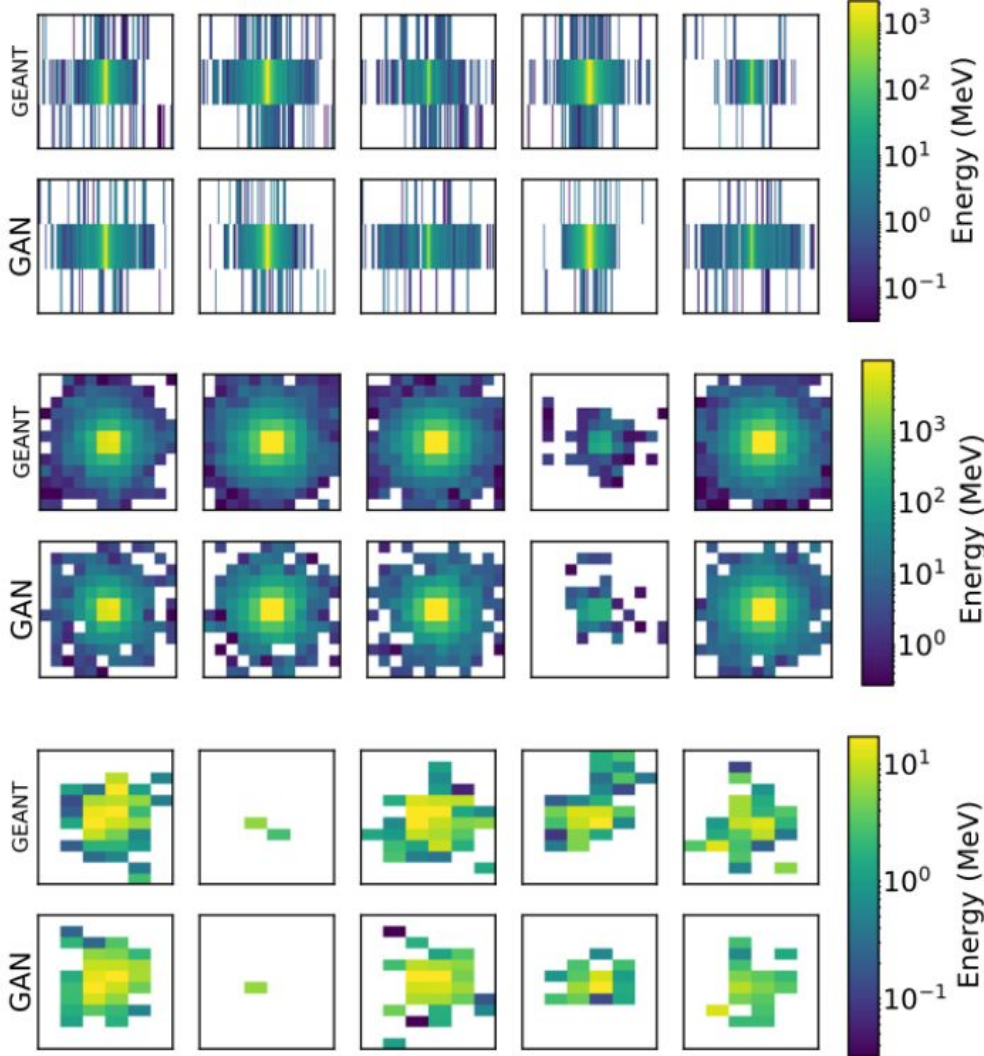 GEANT
GAN
10³
10²
10¹
10⁰
10⁻¹
Energy (MeV)
GEANT
GAN
10³
10²
10¹
10⁰
Energy (MeV)
GEANT
GAN
10¹
10⁰
10⁻¹
Energy (MeV)